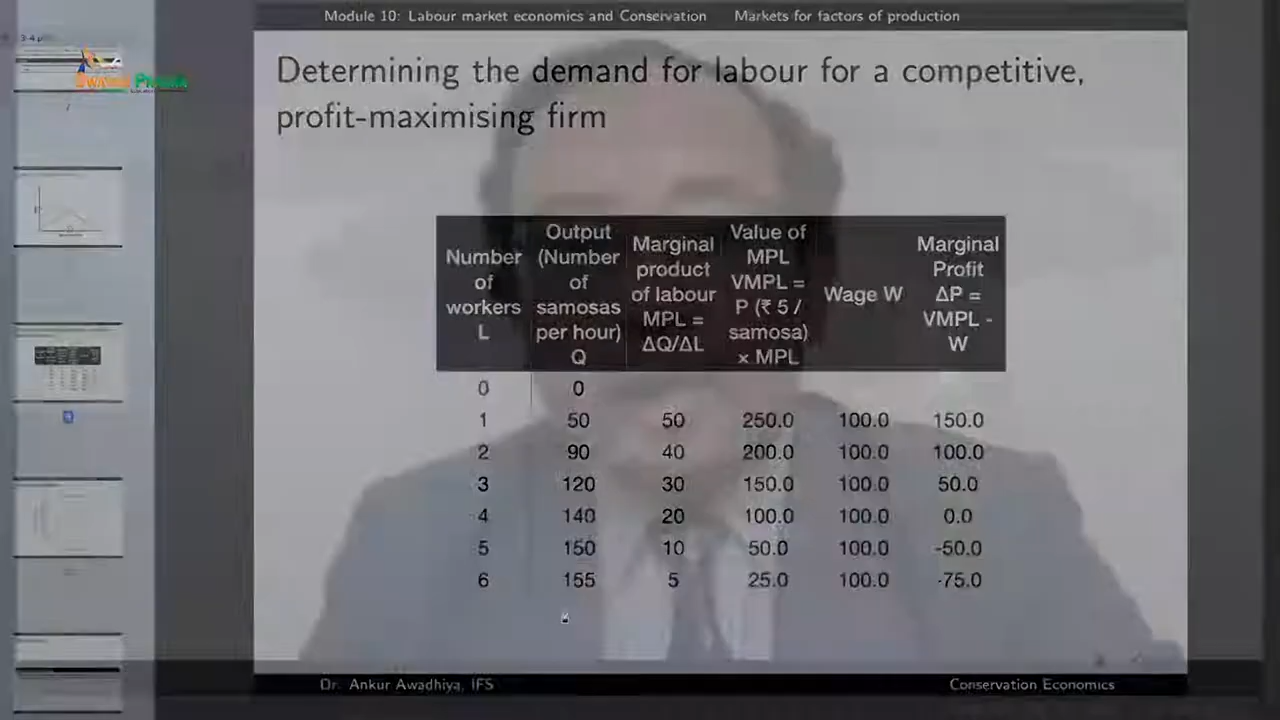 Module 10: Labour market economics and Conservation Markets for factors of production
Determining the demand for labour for a competitive,
profit-maximising firm
Number of workers L
Output (Number of samosas per hour) Q
Marginal product of labour MPL = ΔQ/ΔL
Value of MPL VMPL = P (₹ 5 / samosa) × MPL
Wage W
Marginal Profit ΔP = VMPL - W
0 0
1 50 50 250.0 100.0 150.0
2 90 40 200.0 100.0 100.0
3 120 30 150.0 100.0 50.0
4 140 20 100.0 100.0 0.0
5 150 10 50.0 100.0 -50.0
6 155 5 25.0 100.0 -75.0
Dr. Ankur Awadhiya, IFS Conservation Economics